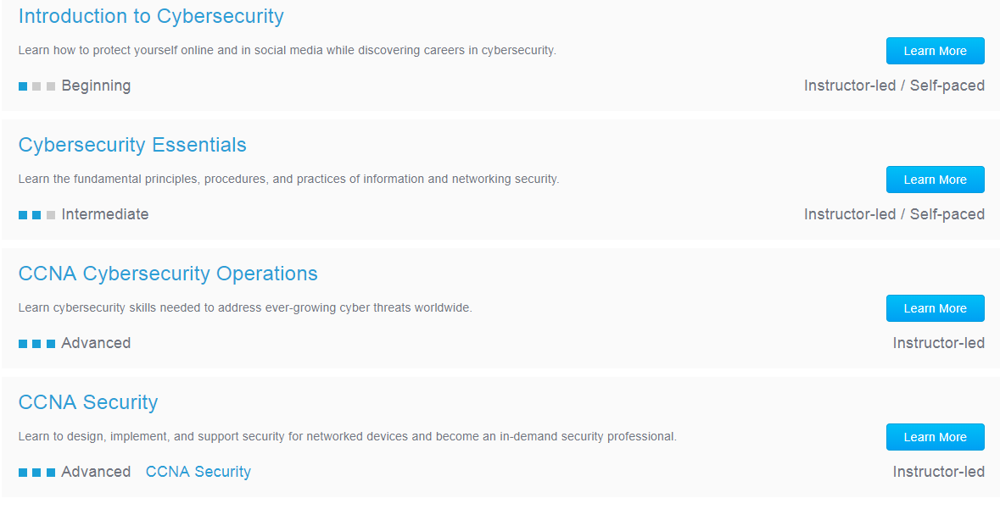 Introduction to Cybersecurity
Learn how to protect yourself online and in social media while discovering careers in cybersecurity.
Learn More
Beginning
Instructor-led / Self-paced
Cybersecurity Essentials
Learn the fundamental principles, procedures, and practices of information and networking security.
Learn More
Intermediate
Instructor-led / Self-paced
CCNA Cybersecurity Operations
Learn cybersecurity skills needed to address ever-growing cyber threats worldwide.
Learn More
Advanced
Instructor-led
CCNA Security
Learn to design, implement, and support security for networked devices and become an in-demand security professional.
Learn More
Advanced CCNA Security
Instructor-led